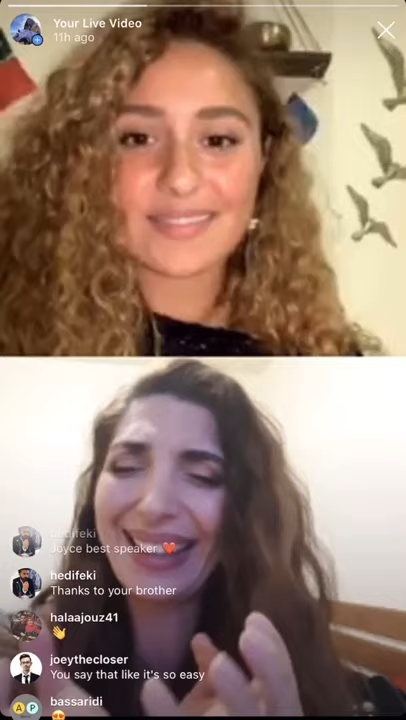 Your Live Video
11h ago
hedifeki
Joyce best speaker ❤️
hedifeki
Thanks to your brother
halaajouz41
👋
joeythecloser
You say that like it's so easy
A P
bassaridi
😍